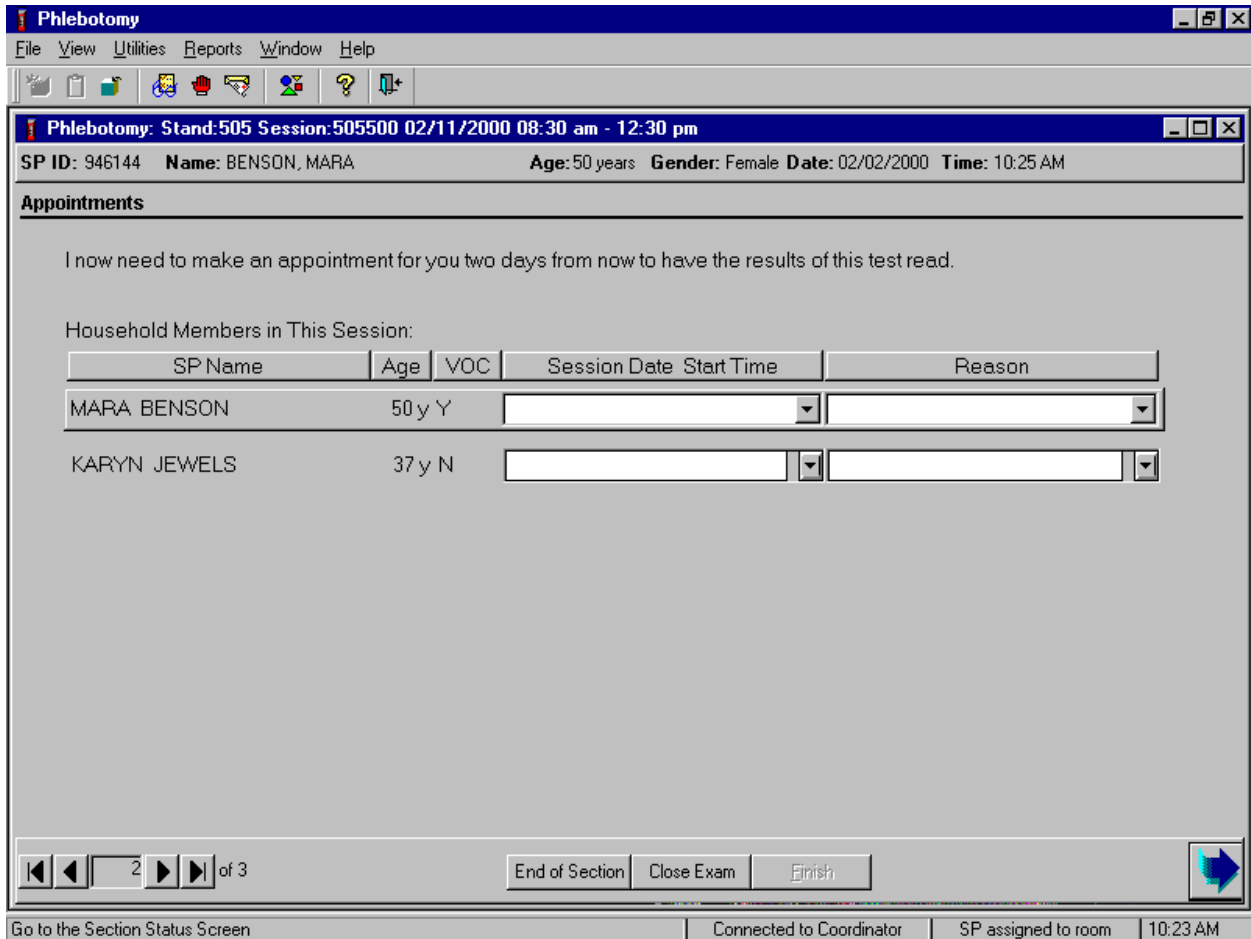 Phlebotomy
File View Utilities Reports Window Help
Phlebotomy: Stand:505 Session:505500 02/11/2000 08:30 am - 12:30 pm
SP ID: 946144 Name: BENSON, MARA Age: 50 years Gender: Female Date: 02/02/2000 Time: 10:25 AM
Appointments
I now need to make an appointment for you two days from now to have the results of this test read.
Household Members in This Session:
SP Name Age VOC Session Date Start Time Reason
MARA BENSON 50 y Y
KARYN JEWELS 37 y N
2 of 3 End of Section Close Exam Finish
Go to the Section Status Screen Connected to Coordinator SP assigned to room 10:23 AM